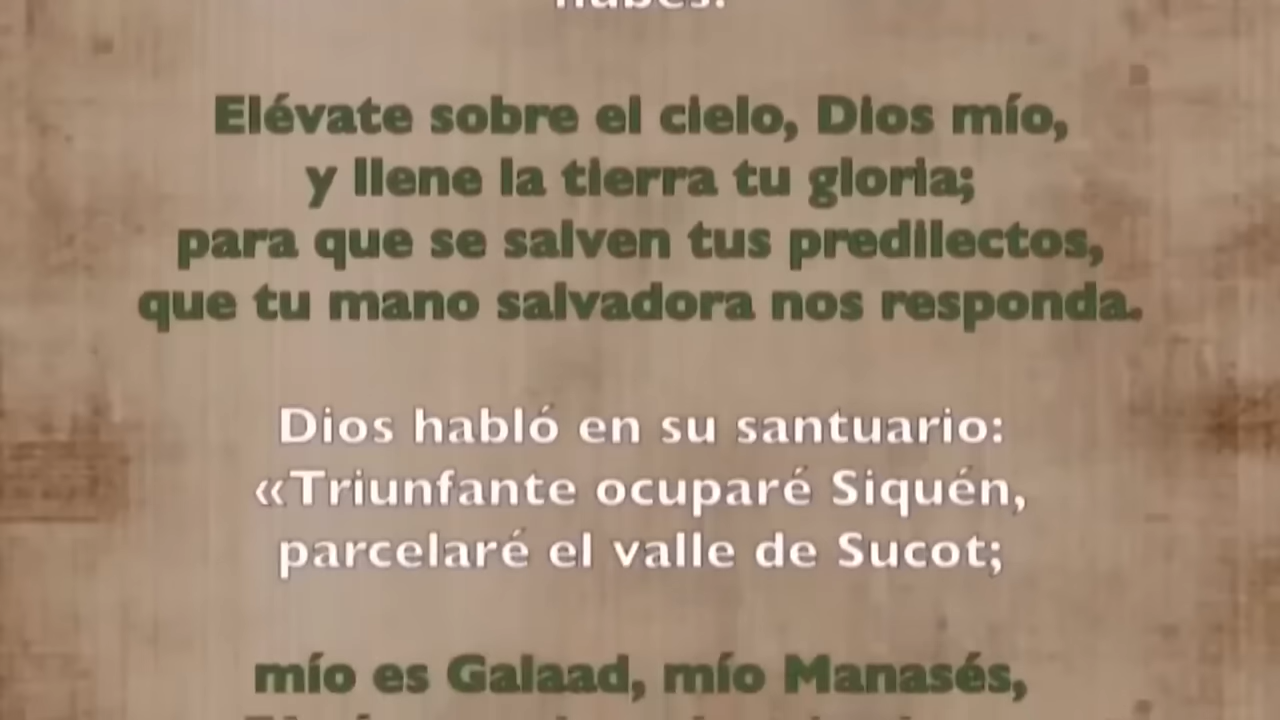 nubes.
Elévate sobre el cielo, Dios mío,
y llene la tierra tu gloria;
para que se salven tus predilectos,
que tu mano salvadora nos responda.
Dios habló en su santuario:
«Triunfante ocuparé Siquén,
parcelaré el valle de Sucot;
mío es Galaad, mío Manasés,